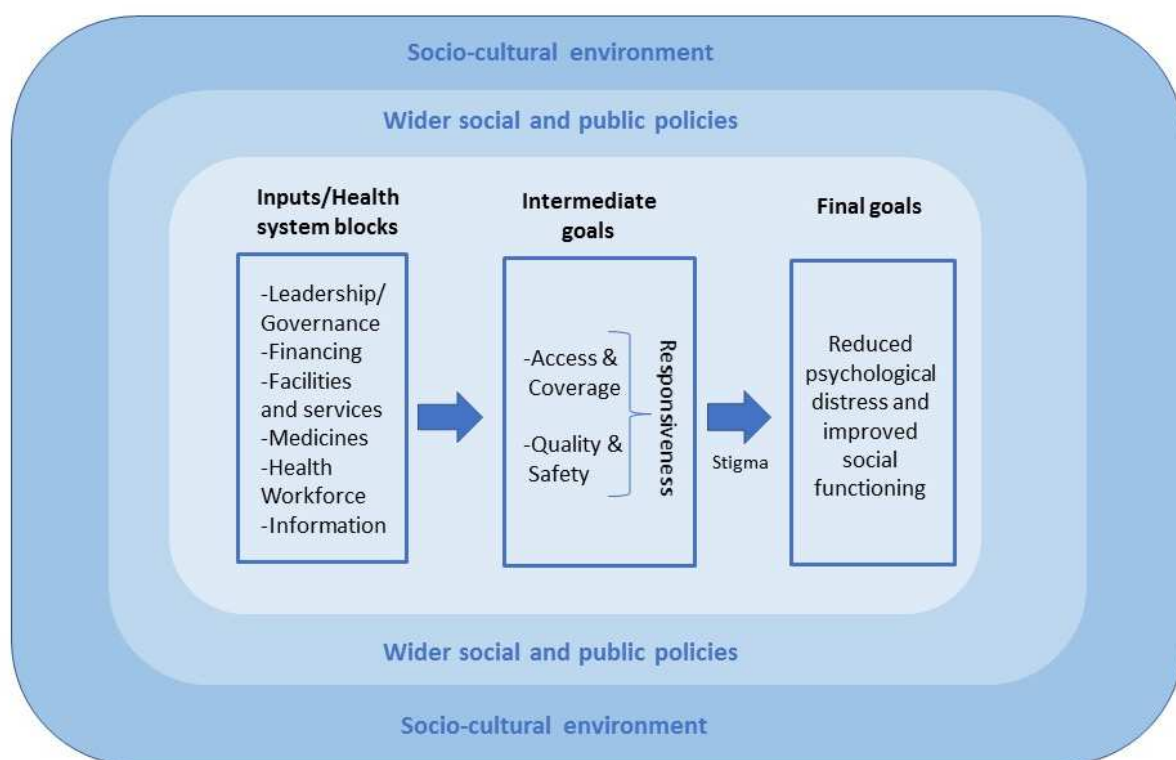 Socio-cultural environment
Wider social and public policies
Inputs/Health
system blocks
-Leadership/
Governance
-Financing
-Facilities
and services
-Medicines
-Health
Workforce
-Information
Intermediate
goals
-Access &
Coverage
-Quality &
Safety
Responsiveness
Stigma
Final goals
Reduced
psychological
distress and
improved
social
functioning
Wider social and public policies
Socio-cultural environment